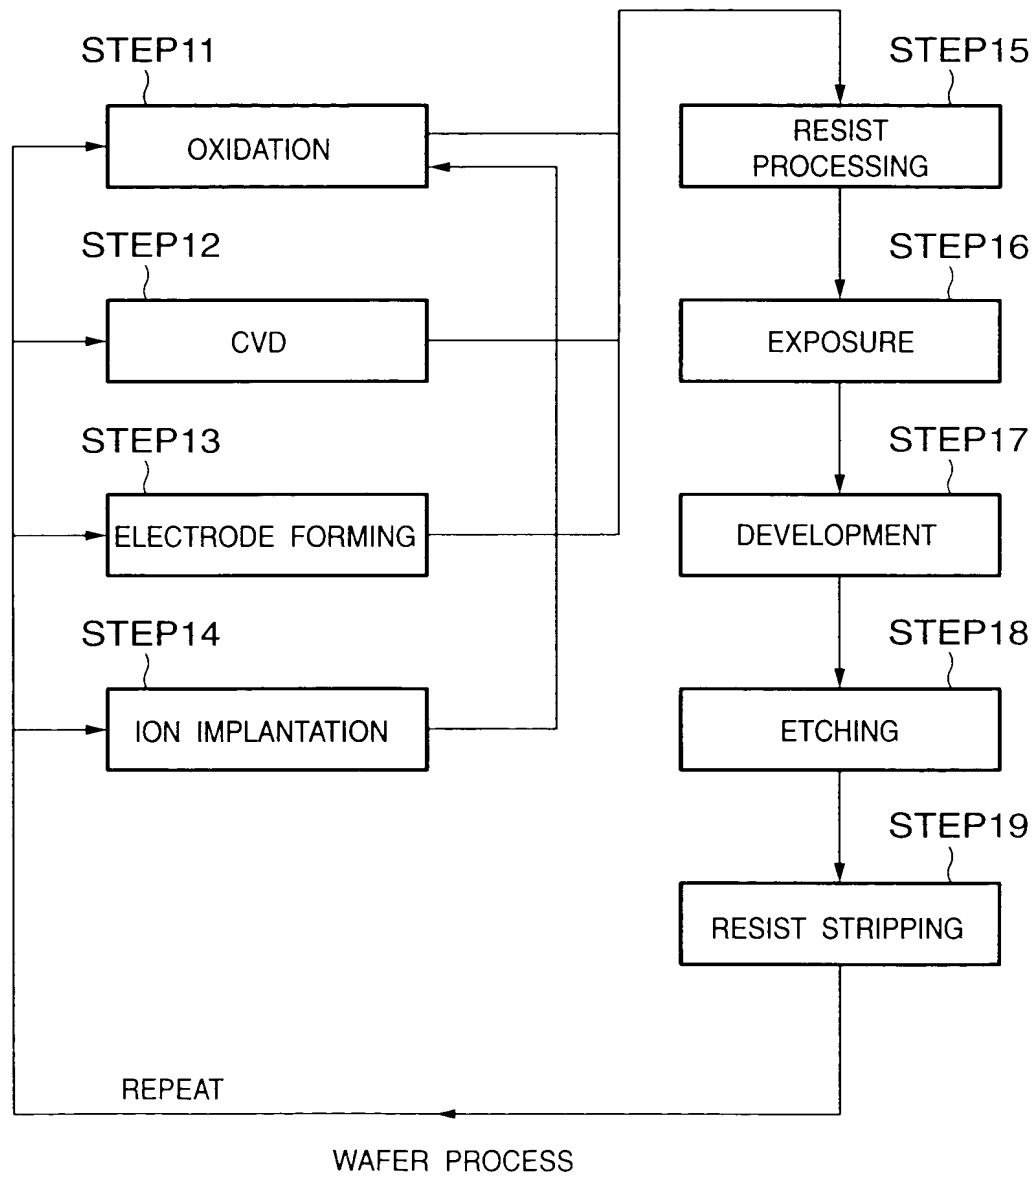 STEP11
OXIDATION
STEP12
CVD
STEP13
ELECTRODE FORMING
STEP14
ION IMPLANTATION
STEP15
RESIST
PROCESSING
STEP16
EXPOSURE
STEP17
DEVELOPMENT
STEP18
ETCHING
STEP19
RESIST STRIPPING
REPEAT
WAFER PROCESS